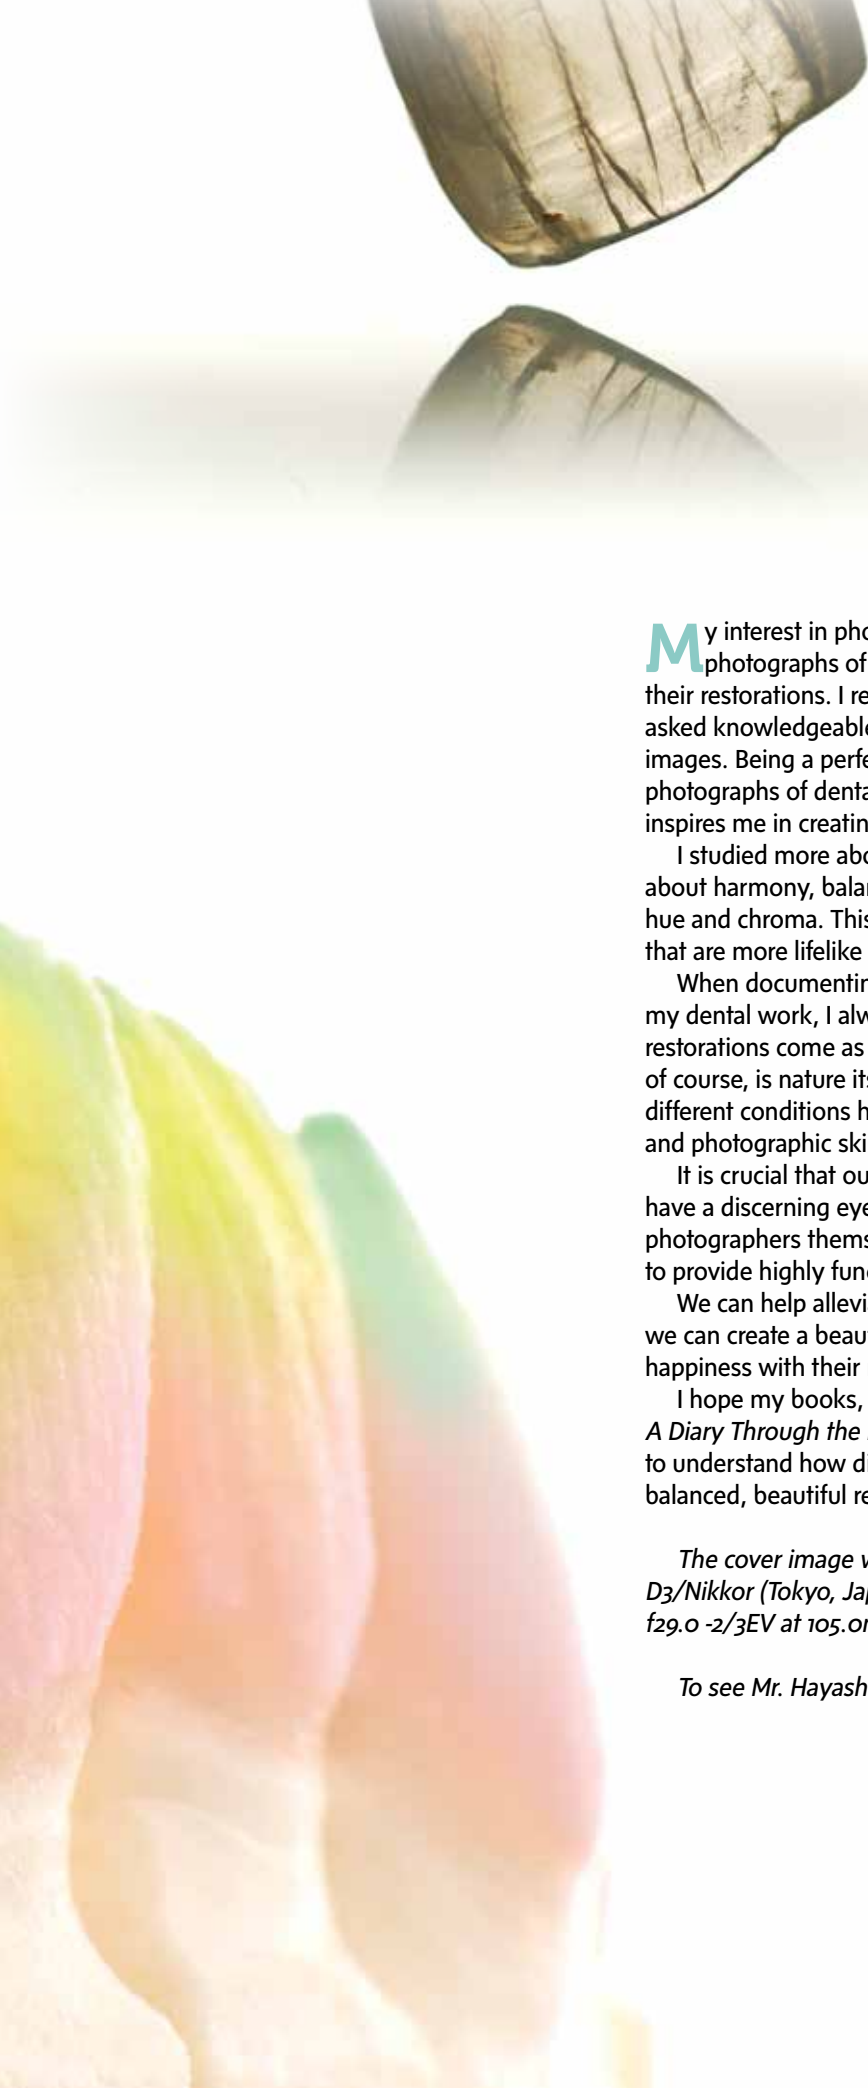 My interest in pho
photographs of
their restorations. I re
asked knowledgeable
images. Being a perfe
photographs of denta
inspires me in creatin
I studied more abo
about harmony, balan
hue and chroma. This
that are more lifelike
When documentin
my dental work, I alw
restorations come as
of course, is nature its
different conditions h
and photographic ski
It is crucial that ou
have a discerning eye
photographers thems
to provide highly func
We can help allevi
we can create a beaut
happiness with their
I hope my books,
A Diary Through the
to understand how di
balanced, beautiful re
The cover image w
D3/Nikkor (Tokyo, Jap
f29.0 -2/3EV at 105.0m
To see Mr. Hayash